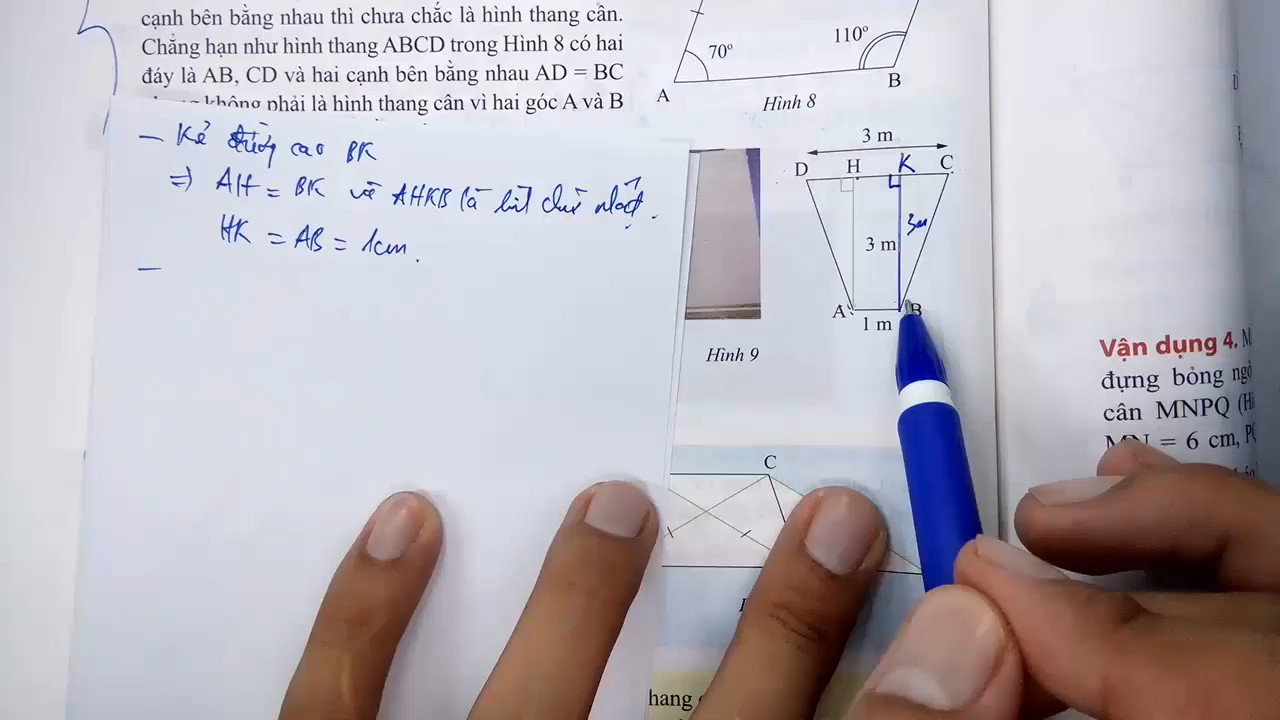 cạnh bên bằng nhau thì chưa chắc là hình thang cân.
Chẳng hạn như hình thang ABCD trong Hình 8 có hai
đáy là AB, CD và hai cạnh bên bằng nhau AD = BC
không phải là hình thang cân vì hai góc A và B
70°
110°
A
B
Hình 8
– Kẻ đường cao BK
⇒ AH = BK và AHKB là hình chữ nhật.
HK = AB = 1cm.
–
3 m
D
H
K
C
3m
3 m
A
B
1 m
Hình 9
C
hang
Vận dụng 4.
đựng bỏng
cân MNPQ
MN = 6 cm,